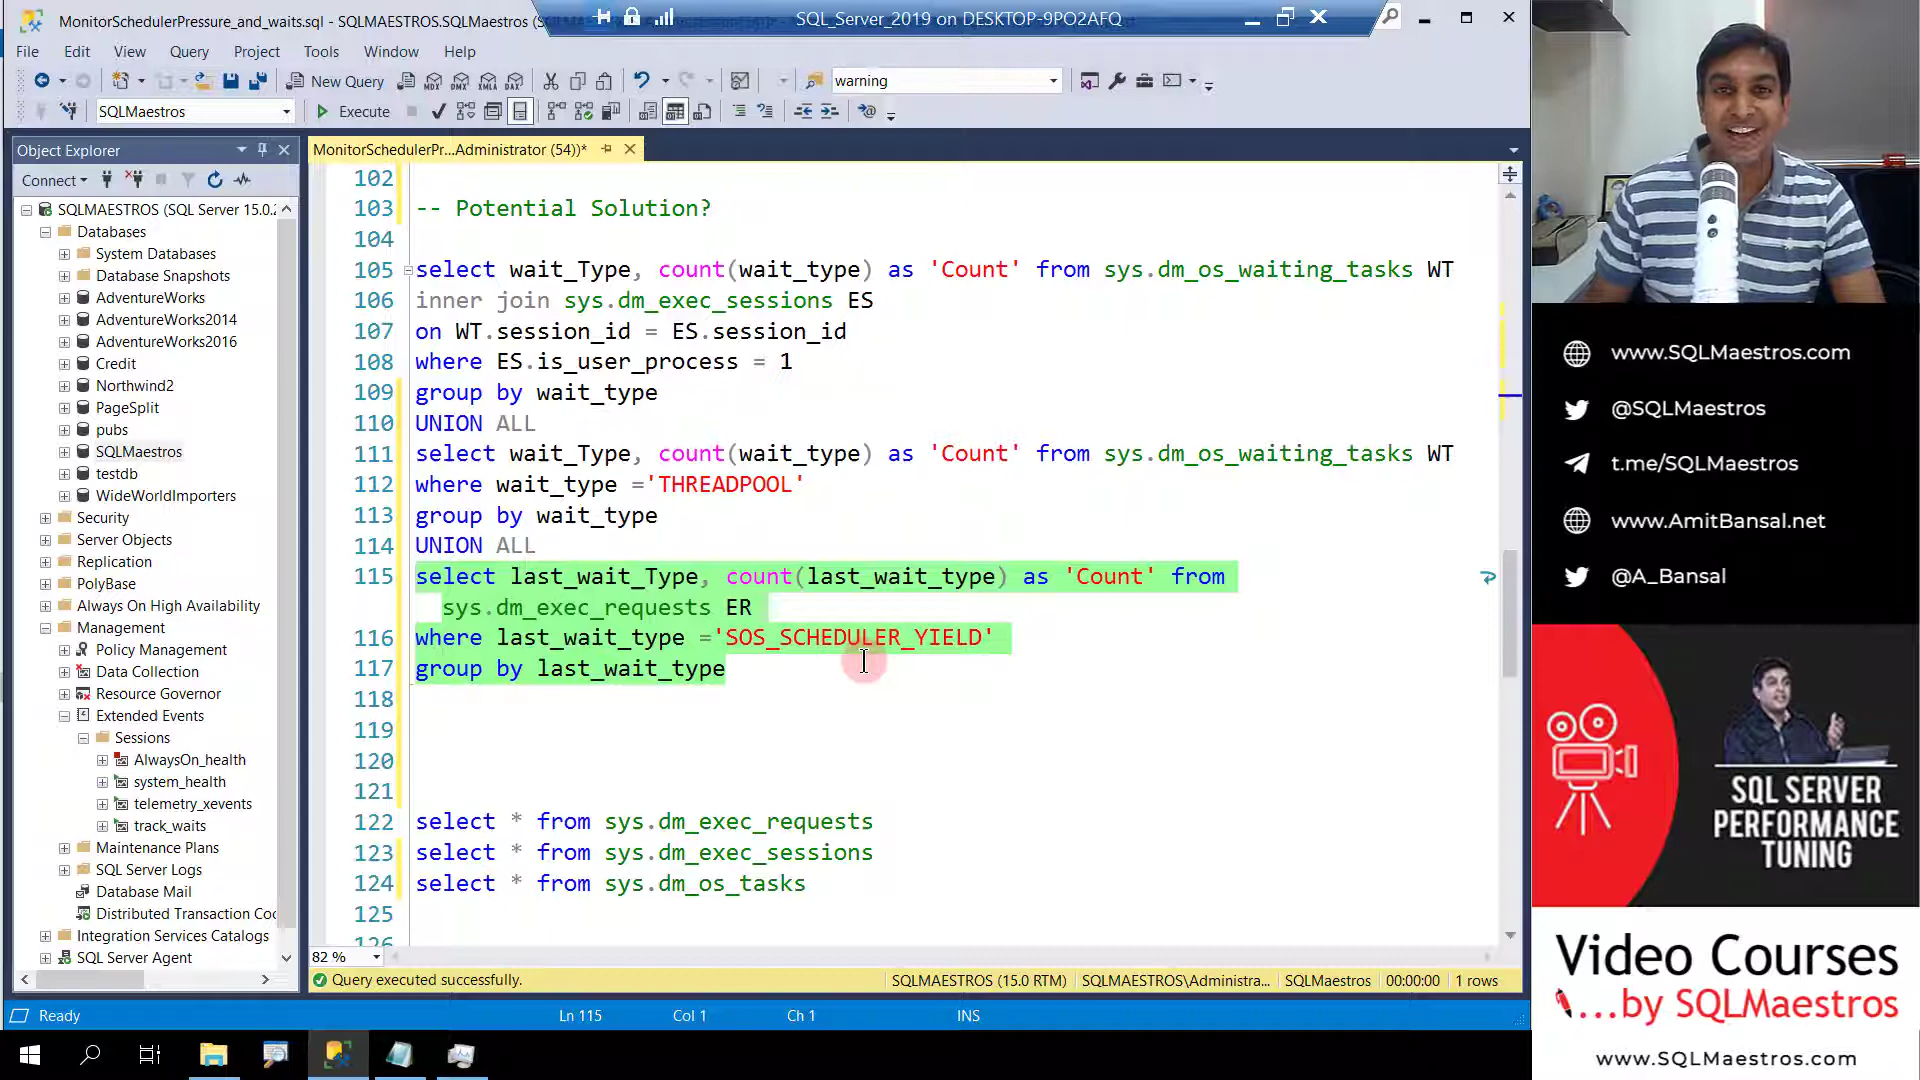 MonitorSchedulerPressure_and_waits.sql - SQLMAESTROS.SQLMaestros (
SQL_Server_2019 on DESKTOP-9PO2AFQ
File Edit View Query Project Tools Window Help
New Query
MDX DMX XMLA DAX
warning
SQLMaestros
Execute
Object Explorer
MonitorSchedulerPr...Administrator (54))*
Connect
SQLMAESTROS (SQL Server 15.0.2
Databases
System Databases
Database Snapshots
AdventureWorks
AdventureWorks2014
AdventureWorks2016
Credit
Northwind2
PageSplit
pubs
SQLMaestros
testdb
WideWorldImporters
Security
Server Objects
Replication
PolyBase
Always On High Availability
Management
Policy Management
Data Collection
Resource Governor
Extended Events
Sessions
AlwaysOn_health
system_health
telemetry_xevents
track_waits
Maintenance Plans
SQL Server Logs
Database Mail
Distributed Transaction Coo
Integration Services Catalogs
SQL Server Agent
102
103 -- Potential Solution?
104
105 select wait_Type, count(wait_type) as 'Count' from sys.dm_os_waiting_tasks WT
106 inner join sys.dm_exec_sessions ES
107 on WT.session_id = ES.session_id
108 where ES.is_user_process = 1
109 group by wait_type
110 UNION ALL
111 select wait_Type, count(wait_type) as 'Count' from sys.dm_os_waiting_tasks WT
112 where wait_type ='THREADPOOL'
113 group by wait_type
114 UNION ALL
115 select last_wait_Type, count(last_wait_type) as 'Count' from
sys.dm_exec_requests ER
116 where last_wait_type ='SOS_SCHEDULER_YIELD'
117 group by last_wait_type
118
119
120
121
122 select * from sys.dm_exec_requests
123 select * from sys.dm_exec_sessions
124 select * from sys.dm_os_tasks
125
126
82 %
Query executed successfully. SQLMAESTROS (15.0 RTM) SQLMAESTROS\Administra... SQLMaestros 00:00:00 1 rows
Ready Ln 115 Col 1 Ch 1 INS
www.SQLMaestros.com
@SQLMaestros
t.me/SQLMaestros
www.AmitBansal.net
@A_Bansal
SQL SERVER
PERFORMANCE
TUNING
Video Courses
...by SQLMaestros
www.SQLMaestros.com